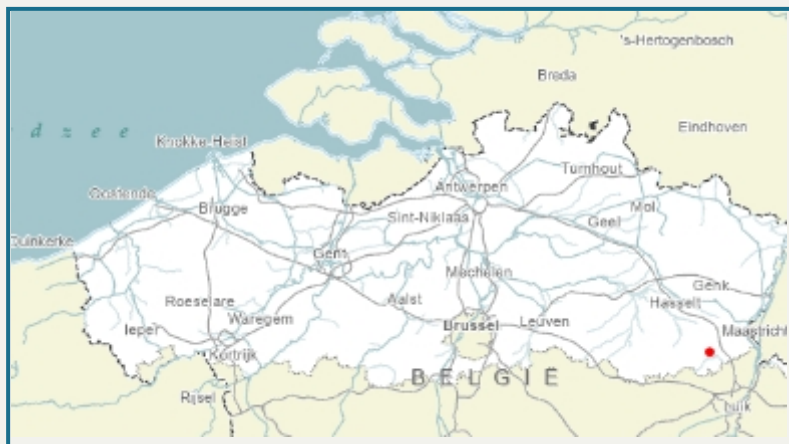 's-Hertogenbosch
Breda
Eindhoven
d z e e
Knokke-Heist
Turnhout
Antwerpen
Oostende
Brugge
Sint-Niklaas
Geel
Mol
Duinkerke
Gent
Mechelen
Genk
Roeselare
Aalst
Hasselt
Ieper
Waregem
Brussel
Leuven
Maastricht
Kortrijk
BELGIË
Rijsel
Luik